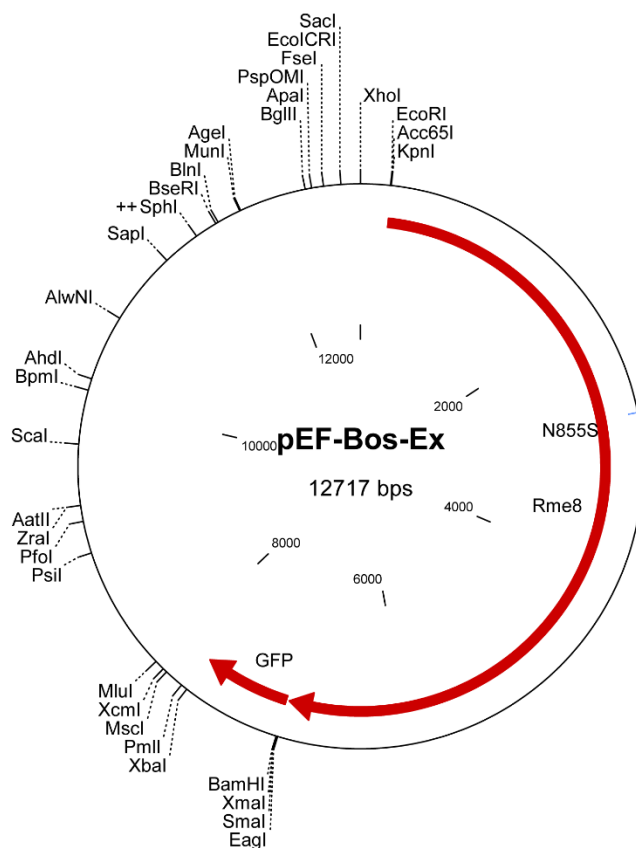 SacI
EcoICRI
FseI
PspOMI
ApaI
BglII
XhoI
EcoRI
Acc65I
KpnI
AgeI
MunI
BlnI
BseRI
++SphI
SapI
AlwNI
AhdI
BpmI
ScaI
AatII
ZraI
PfoI
PsiI
MluI
XcmI
MscI
PmlI
XbaI
BamHI
XmaI
SmaI
EagI
12000
2000
10000
pEF-Bos-Ex
12717 bps
N855S
Rme8
4000
8000
6000
GFP